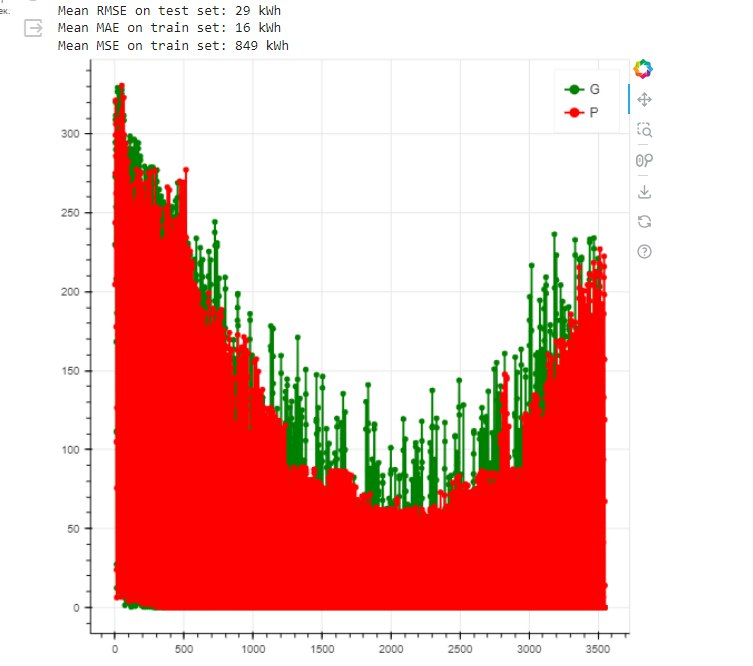 ек.
Mean RMSE on test set: 29 kWh
Mean MAE on train set: 16 kWh
Mean MSE on train set: 849 kWh
G
P
300
250
200
150
100
50
0
0 500 1000 1500 2000 2500 3000 3500